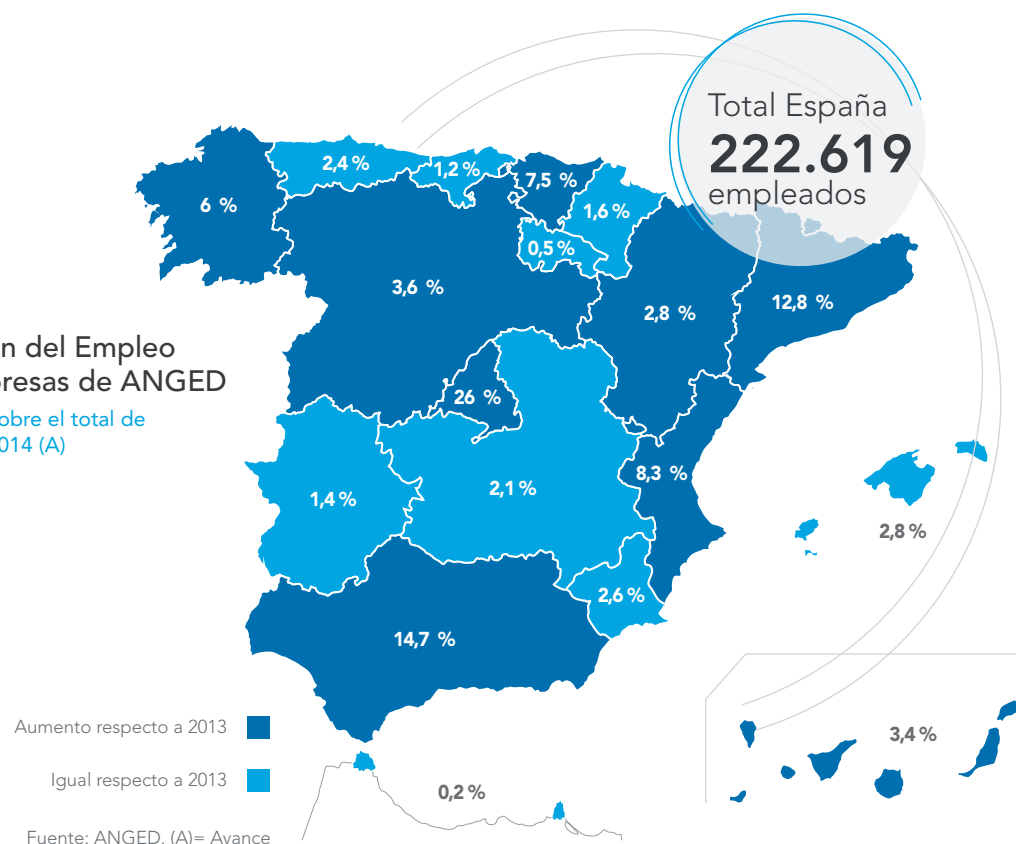 Total España
222.619
empleados
2,4 %
1,2 %
7,5 %
6 %
1,6 %
0,5 %
3,6 %
2,8 %
12,8 %
n del Empleo
resas de ANGED
obre el total de
014 (A)
26 %
8,3 %
1,4 %
2,1 %
2,8 %
2,6 %
14,7 %
Aumento respecto a 2013
3,4 %
Igual respecto a 2013
0,2 %
Fuente: ANGED. (A)= Avance